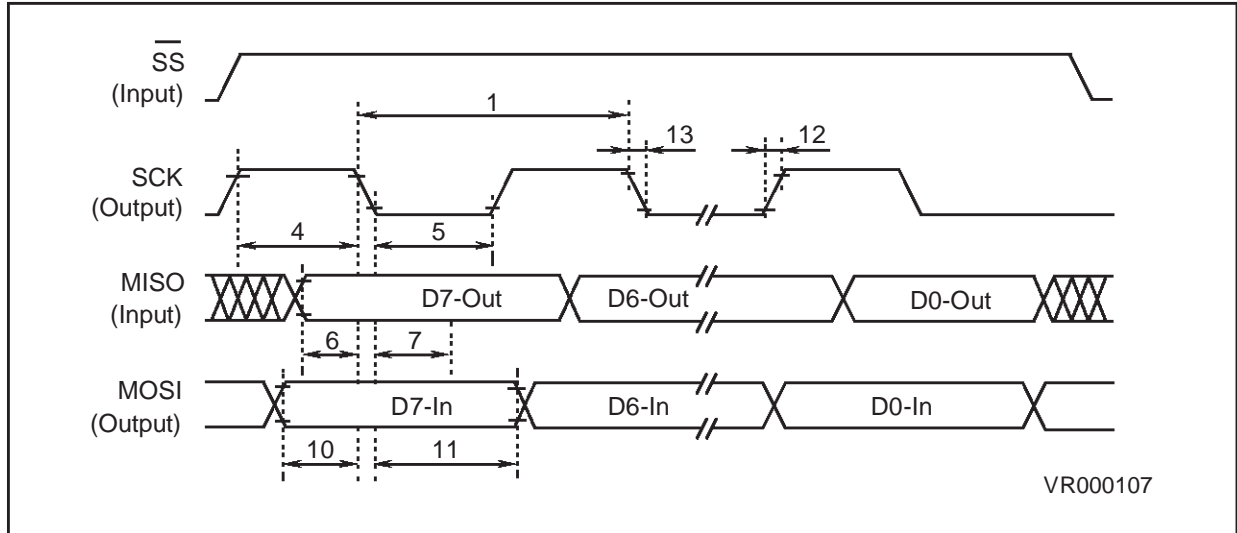 SS
(Input)
1
13
12
SCK
(Output)
4
5
MISO
(Input)
D7-Out
D6-Out
D0-Out
6
7
MOSI
(Output)
D7-In
D6-In
D0-In
10
11
VR000107